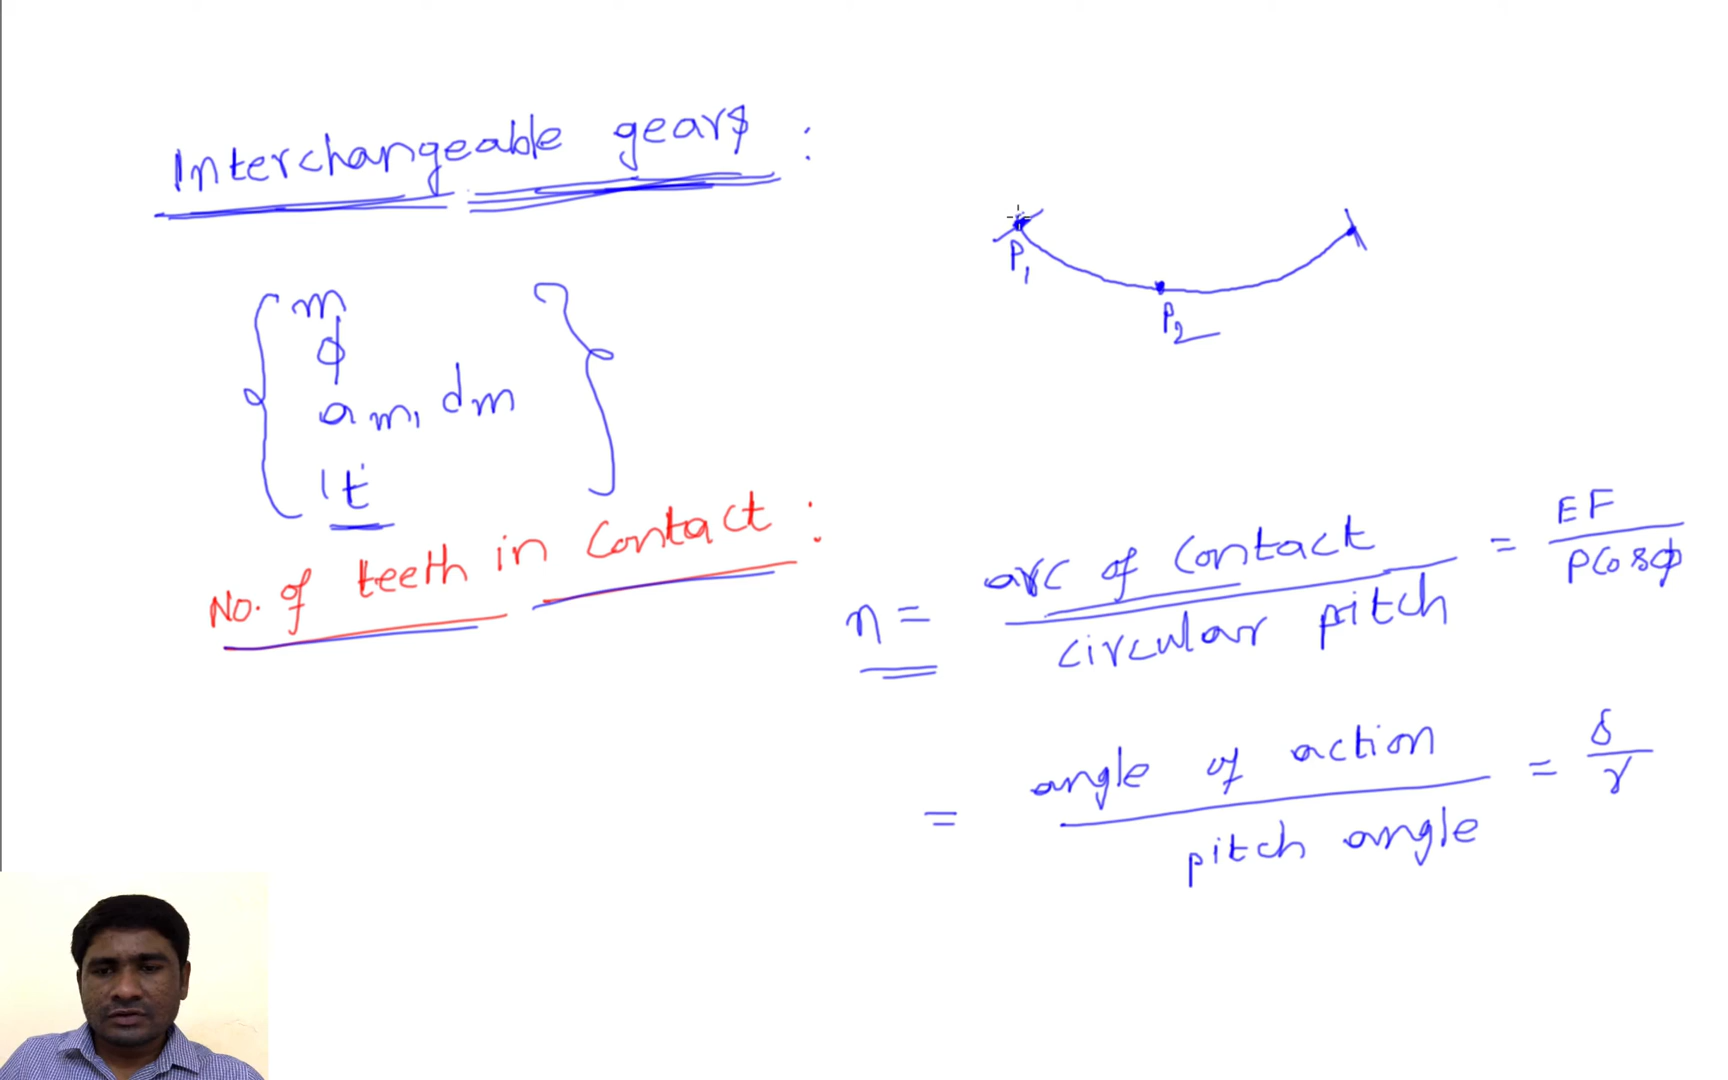 Interchangeable gears :
m
φ
am, dm
t
P1
P2
No. of teeth in Contact :
η = arc of contact / circular pitch = EF / PCosφ
= angle of action / pitch angle = δ / γ